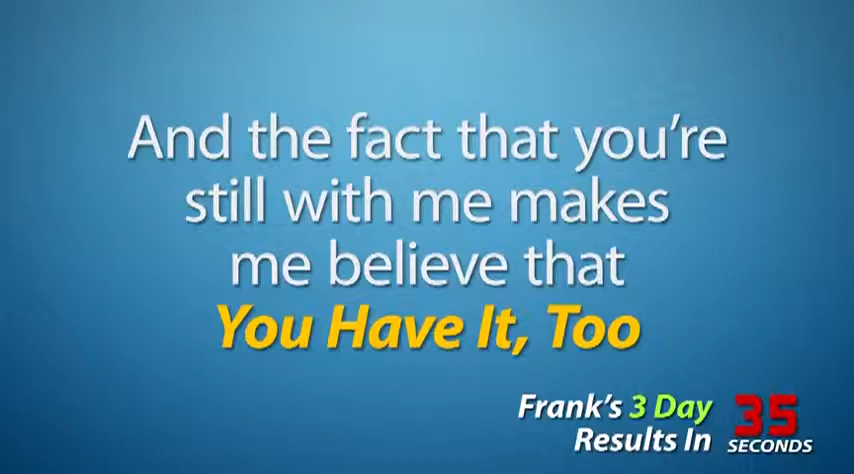 And the fact that you're
still with me makes
me believe that
You Have It, Too
Frank's 3 Day
Results In
35
SECONDS